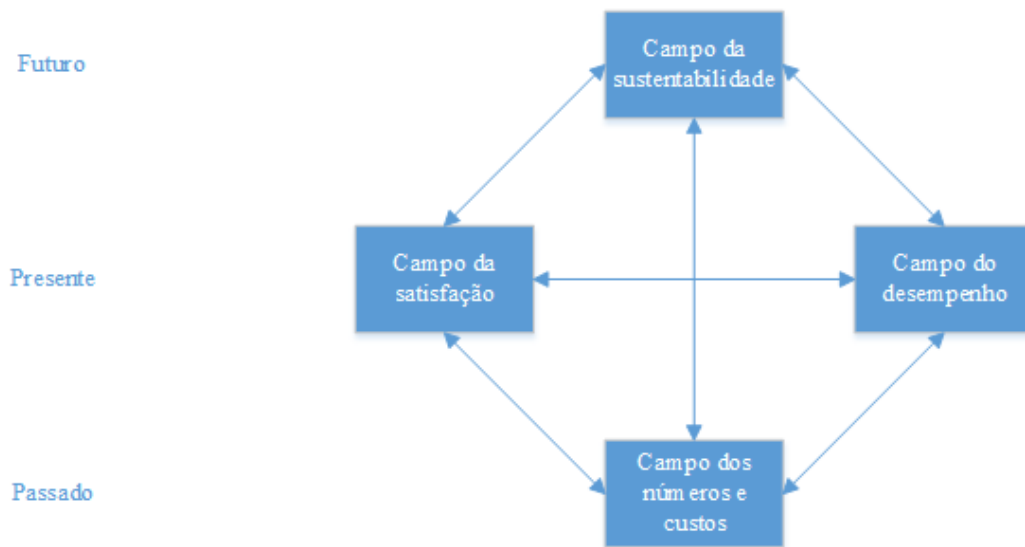 Futuro
Campo da
sustentabilidade
Presente
Campo da
satisfação
Campo do
desempenho
Passado
Campo dos
números e
custos